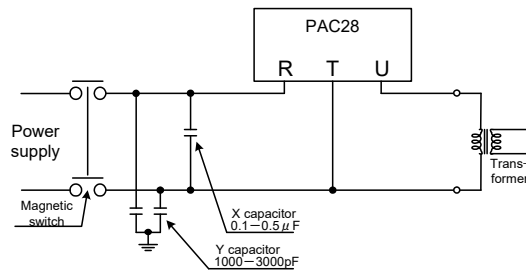 PAC28
R T U
Power
supply
Trans-
former
Magnetic
switch
X capacitor
0.1−0.5μF
Y capacitor
1000−3000pF